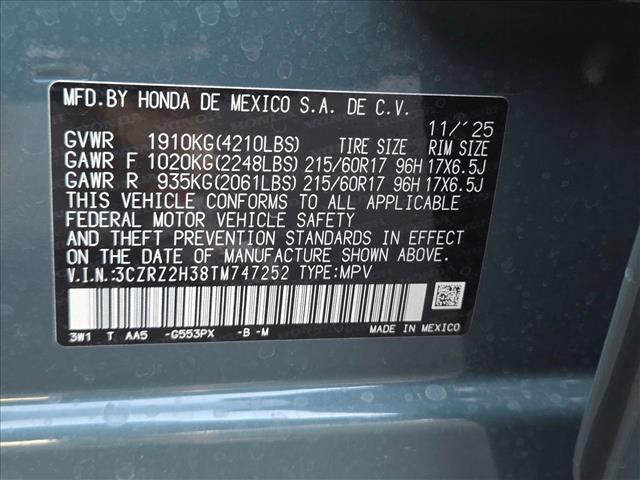 MFD.BY HONDA DE MEXICO S.A. DE C.V.
11/'25
GVWR 1910KG(4210LBS) TIRE SIZE RIM SIZE
GAWR F 1020KG(2248LBS) 215/60R17 96H 17X6.5J
GAWR R 935KG(2061LBS) 215/60R17 96H 17X6.5J
THIS VEHICLE CONFORMS TO ALL APPLICABLE
FEDERAL MOTOR VEHICLE SAFETY
AND THEFT PREVENTION STANDARDS IN EFFECT
ON THE DATE OF MANUFACTURE SHOWN ABOVE.
V.I.N.:3CZRZ2H38TM747252 TYPE:MPV
3W1 T AA5 -G553PX -B -M MADE IN MEXICO